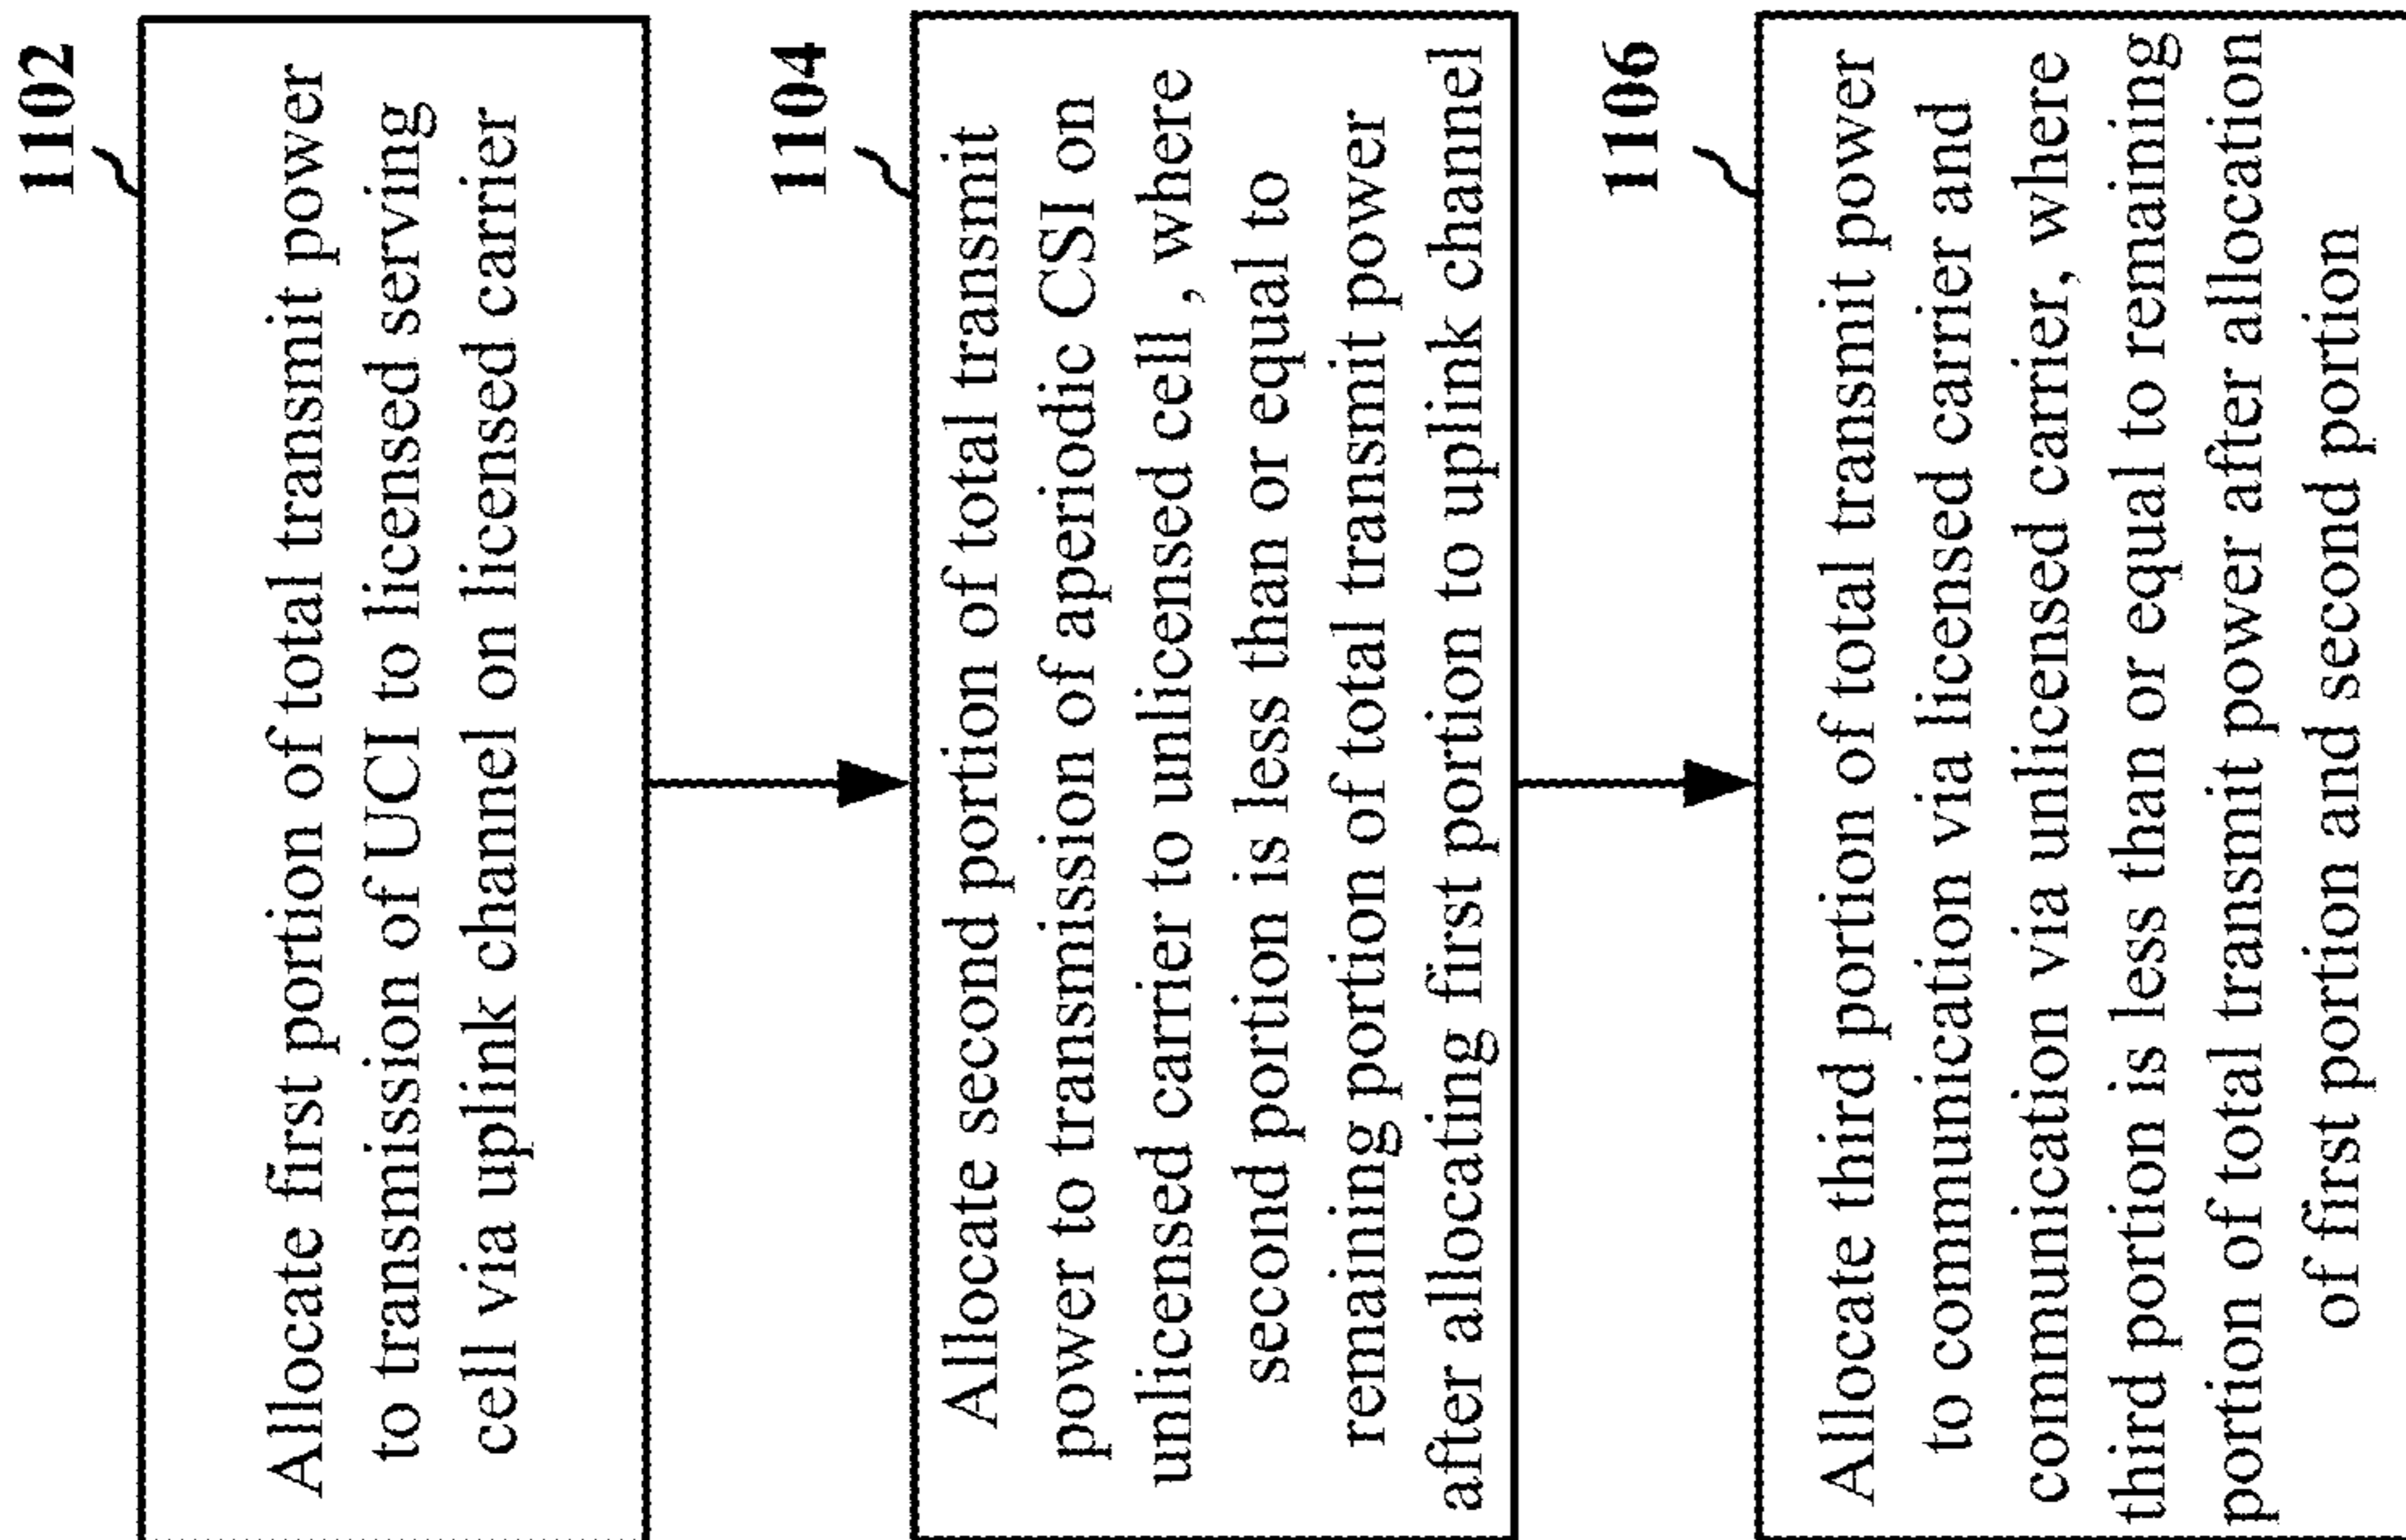 1102
Allocate first portion of total transmit power
to transmission of UCI to licensed serving
cell via uplink channel on licensed carrier
1104
Allocate second portion of total transmit
power to transmission of aperiodic CSI on
unlicensed carrier to unlicensed cell , where
second portion is less than or equal to
remaining portion of total transmit power
after allocating first portion to uplink channel
1106
Allocate third portion of total transmit power
to communication via licensed carrier and
communication via unlicensed carrier, where
third portion is less than or equal to remaining
portion of total transmit power after allocation
of first portion and second portion